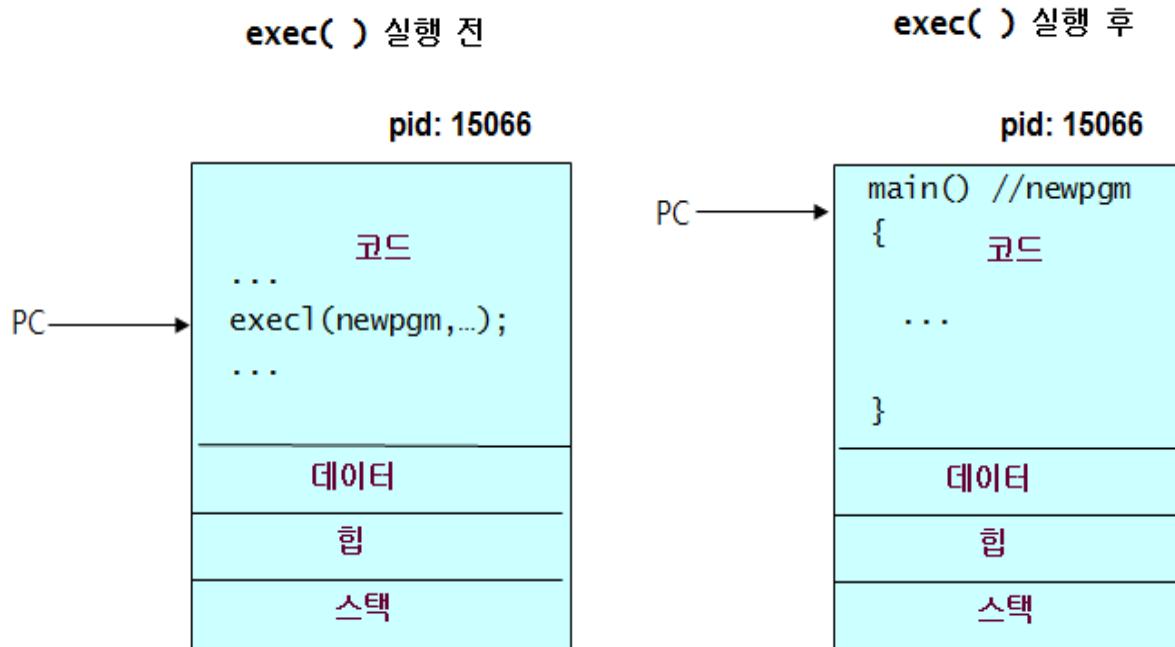 exec( ) 실행 전
pid: 15066
PC
코드
...
execl(newpgm,…);
...
데이터
힙
스택
exec( ) 실행 후
pid: 15066
PC
main() //newpgm
{
코드
...
}
데이터
힙
스택